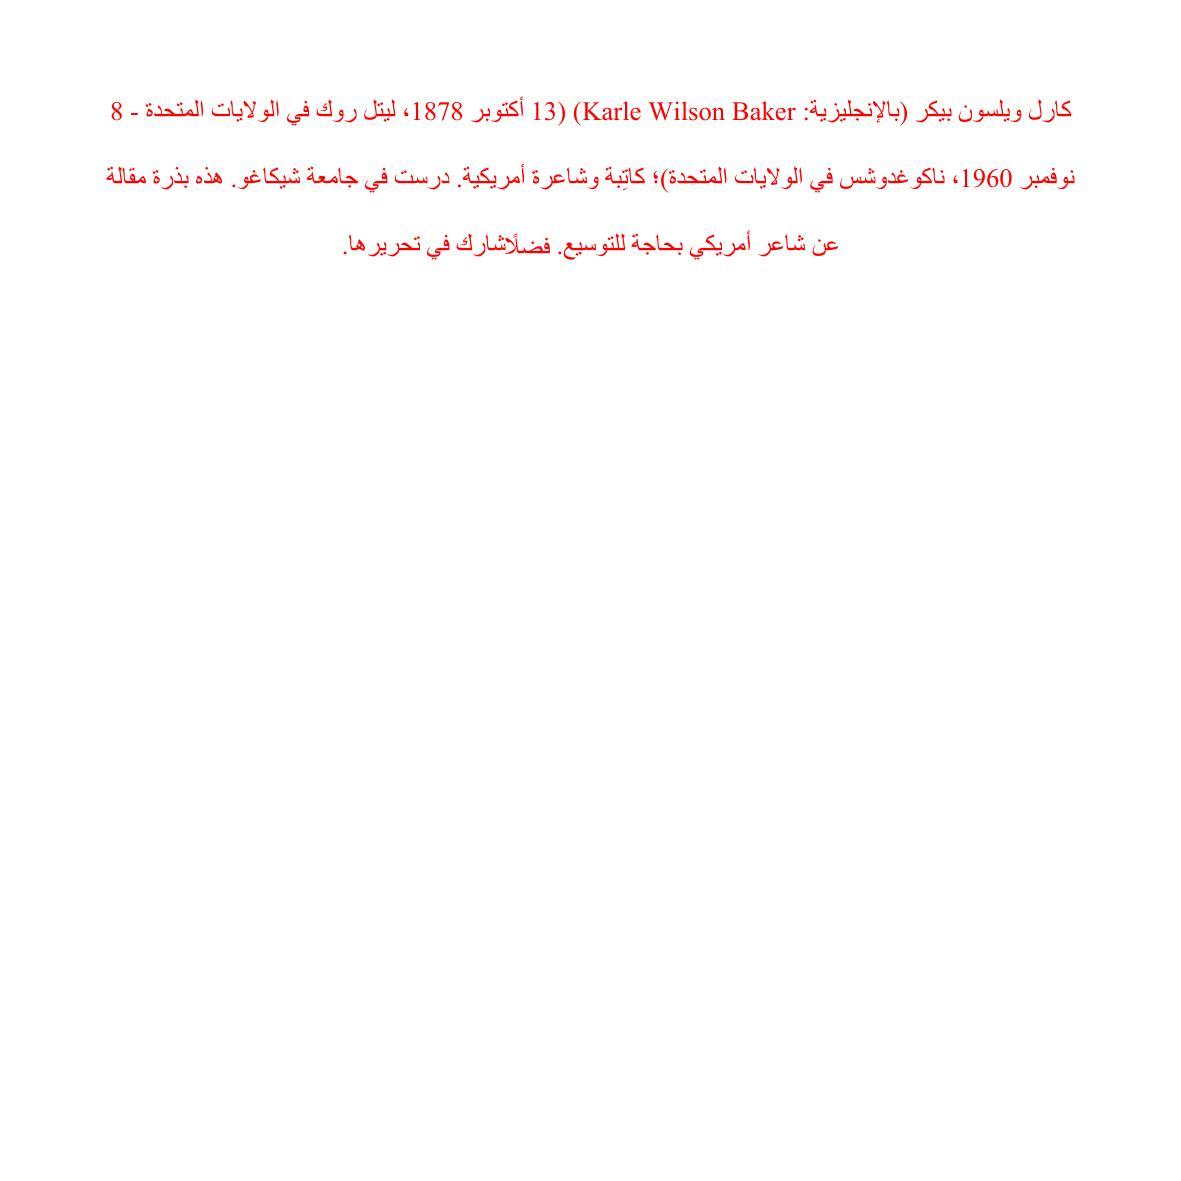 كارل ويلسون بيكر (بالإنجليزية: Karle Wilson Baker) (13 أكتوبر 1878، ليتل روك في الولايات المتحدة - 8
نوفمبر 1960، ناكوغدوشس في الولايات المتحدة)؛ كاتِبة وشاعرة أمريكية. درست في جامعة شيكاغو. هذه بذرة مقالة
عن شاعر أمريكي بحاجة للتوسيع. فضلًاشارك في تحريرها.